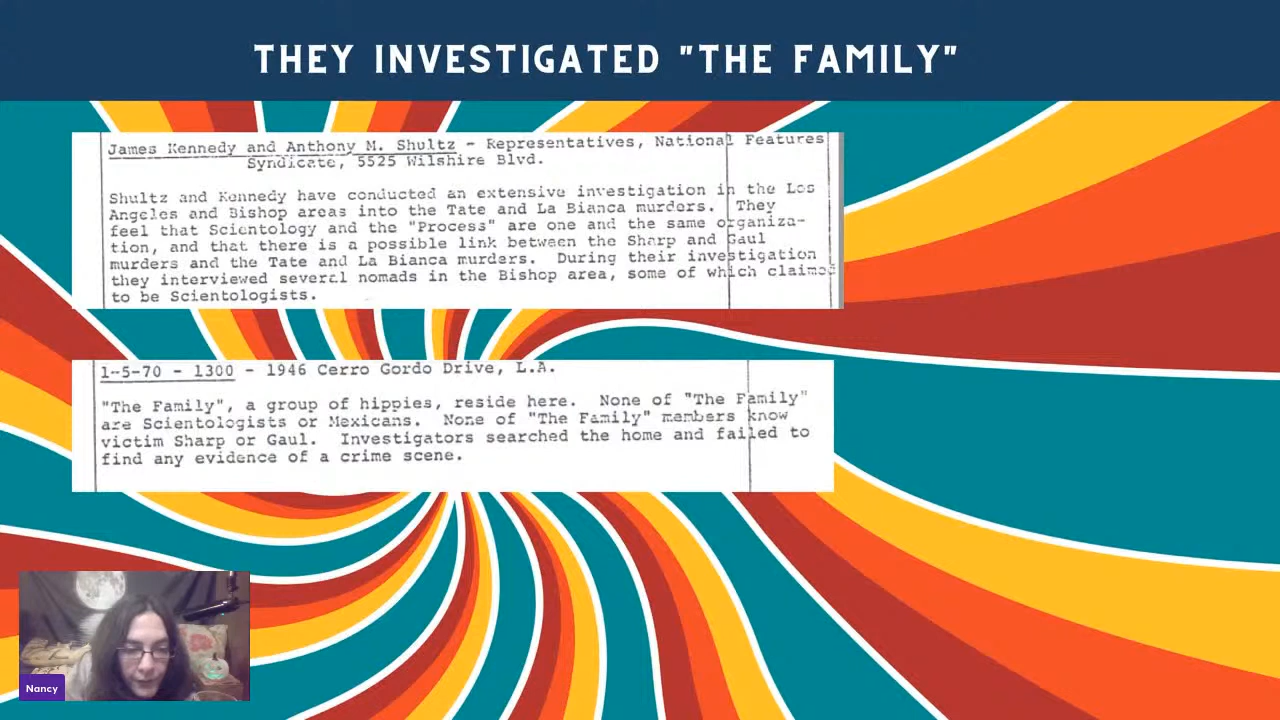 THEY INVESTIGATED "THE FAMILY"
James Kennedy and Anthony M. Shultz - Representatives, National Features
Syndicate, 5525 Wilshire Blvd.
Shultz and Kennedy have conducted an extensive investigation in the Los
Angeles and Bishop areas into the Tate and La Bianca murders. They
feel that Scientology and the "Process" are one and the same organiza-
tion, and that there is a possible link between the Sharp and Gaul
murders and the Tate and La Bianca murders. During their investigation
they interviewed several nomads in the Bishop area, some of which claimed
to be Scientologists.
1-5-70 - 1300 - 1946 Cerro Gordo Drive, L.A.
"The Family", a group of hippies, reside here. None of "The Family"
are Scientologists or Mexicans. None of "The Family" members know
victim Sharp or Gaul. Investigators searched the home and failed to
find any evidence of a crime scene.
Nancy